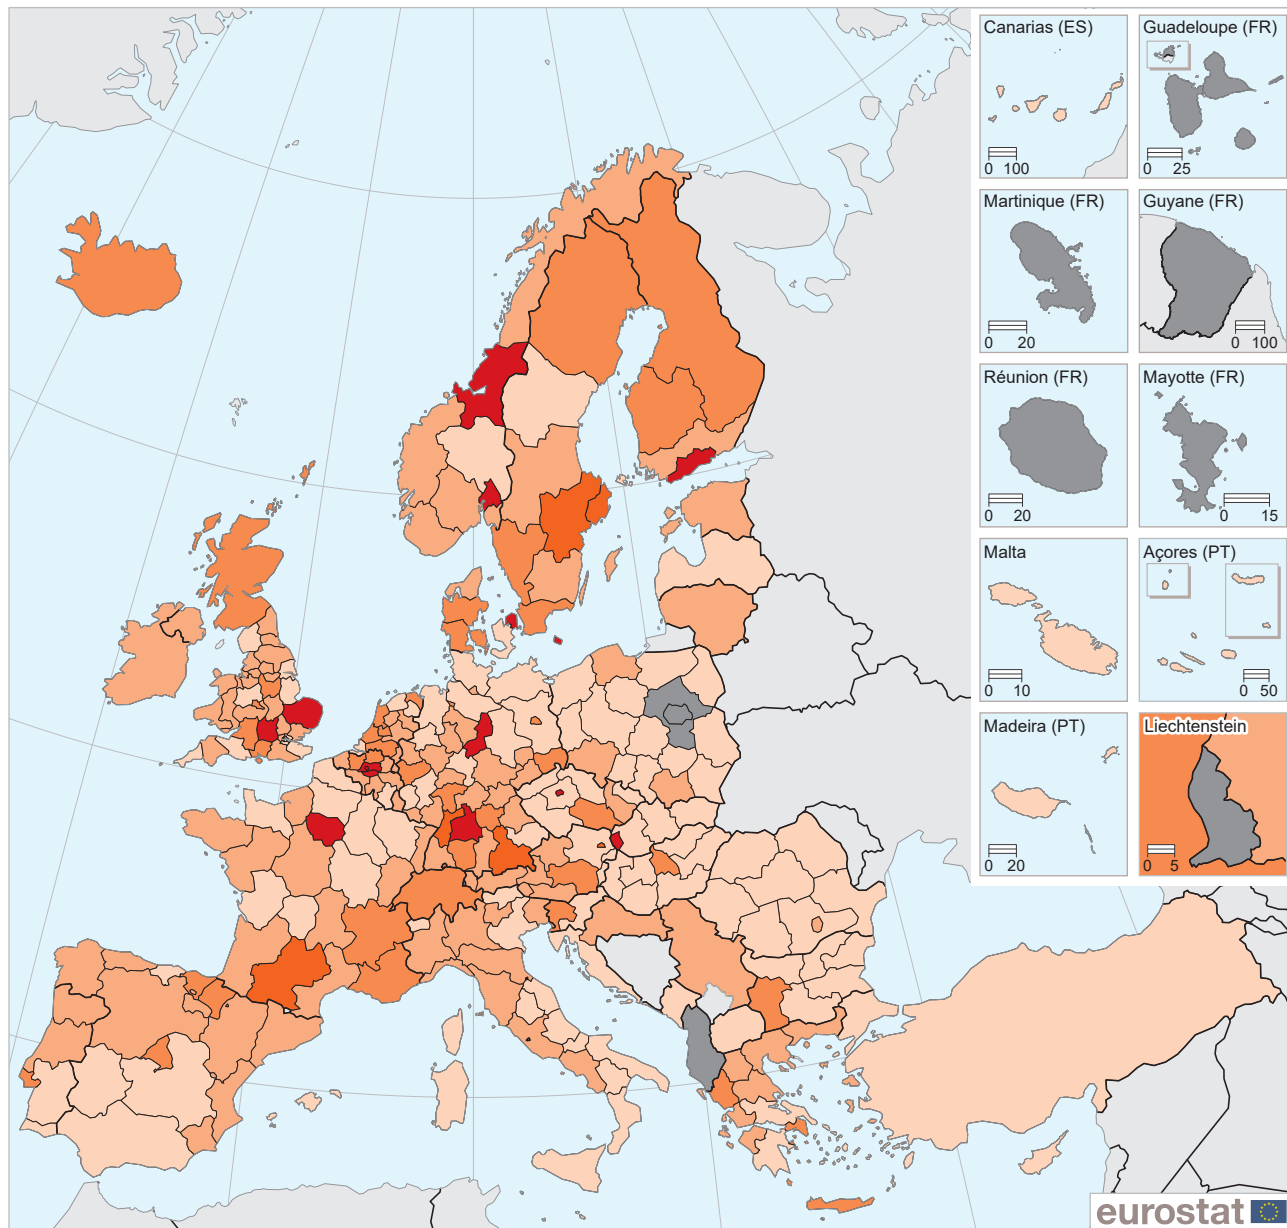 Canarias (ES)
0 100
Guadeloupe (FR)
0 25
Martinique (FR)
0 20
Guyane (FR)
0 100
Réunion (FR)
0 20
Mayotte (FR)
0 15
Malta
0 10
Açores (PT)
0 50
Madeira (PT)
0 20
Liechtenstein
0 5
eurostat